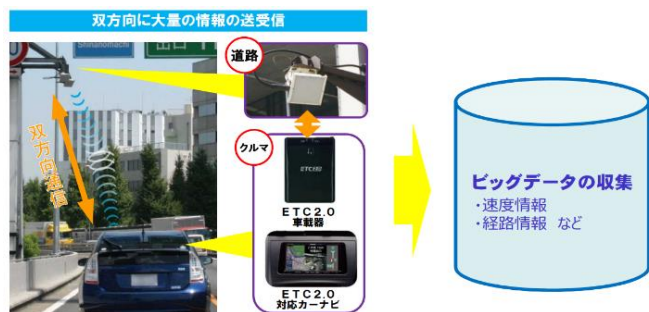 双方向に大量の情報の送受信
Shinanomachi
出口
道路
双方向通信
クルマ
ETC2.0
ETC2.0
車載器
ETC2.0
対応カーナビ
ビッグデータの収集
・速度情報
・経路情報 など